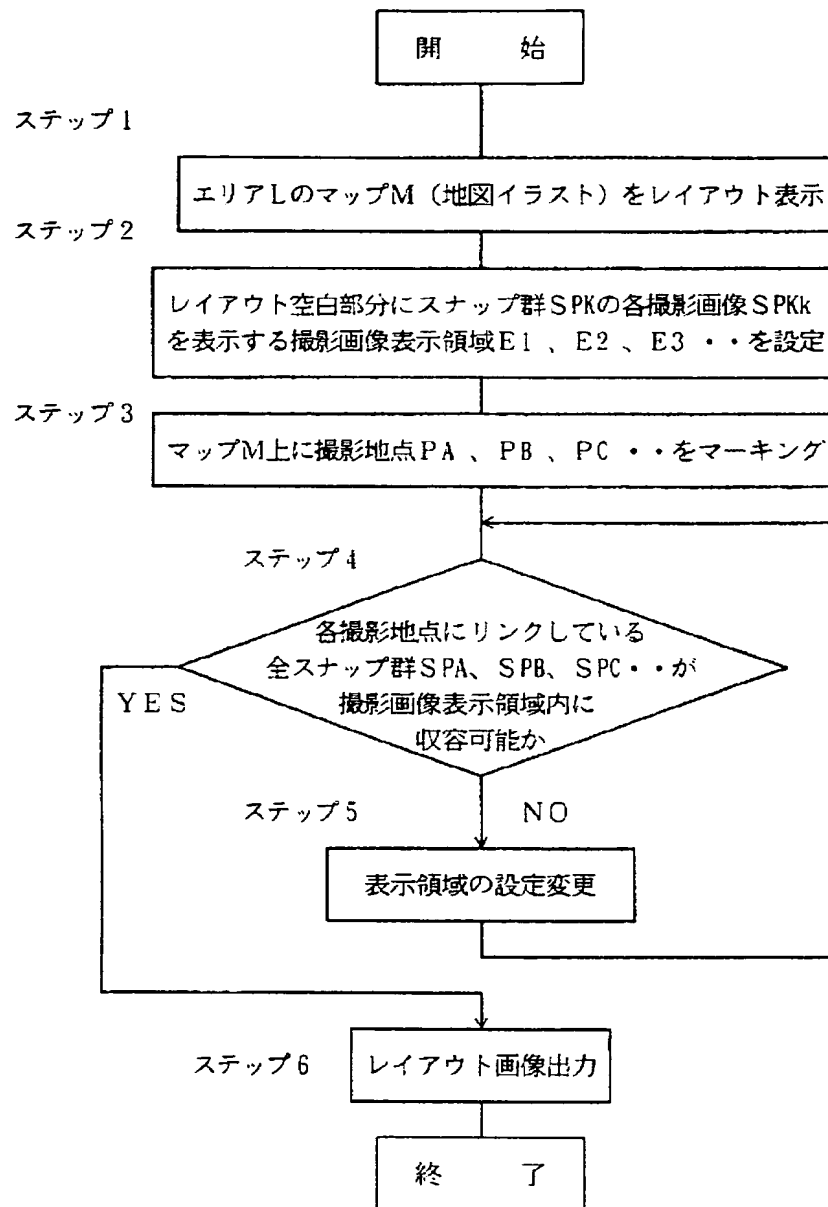 開 始
ステップ1
エリアLのマップM(地図イラスト)をレイアウト表示
ステップ2
レイアウト空白部分にスナップ群SPKの各撮影画像SPKk
を表示する撮影画像表示領域E1、E2、E3・・を設定
ステップ3
マップM上に撮影地点PA、PB、PC・・をマーキング
ステップ4
各撮影地点にリンクしている
全スナップ群SPA、SPB、SPC・・が
撮影画像表示領域内に
収容可能か
YES
ステップ5
NO
表示領域の設定変更
ステップ6
レイアウト画像出力
終 了